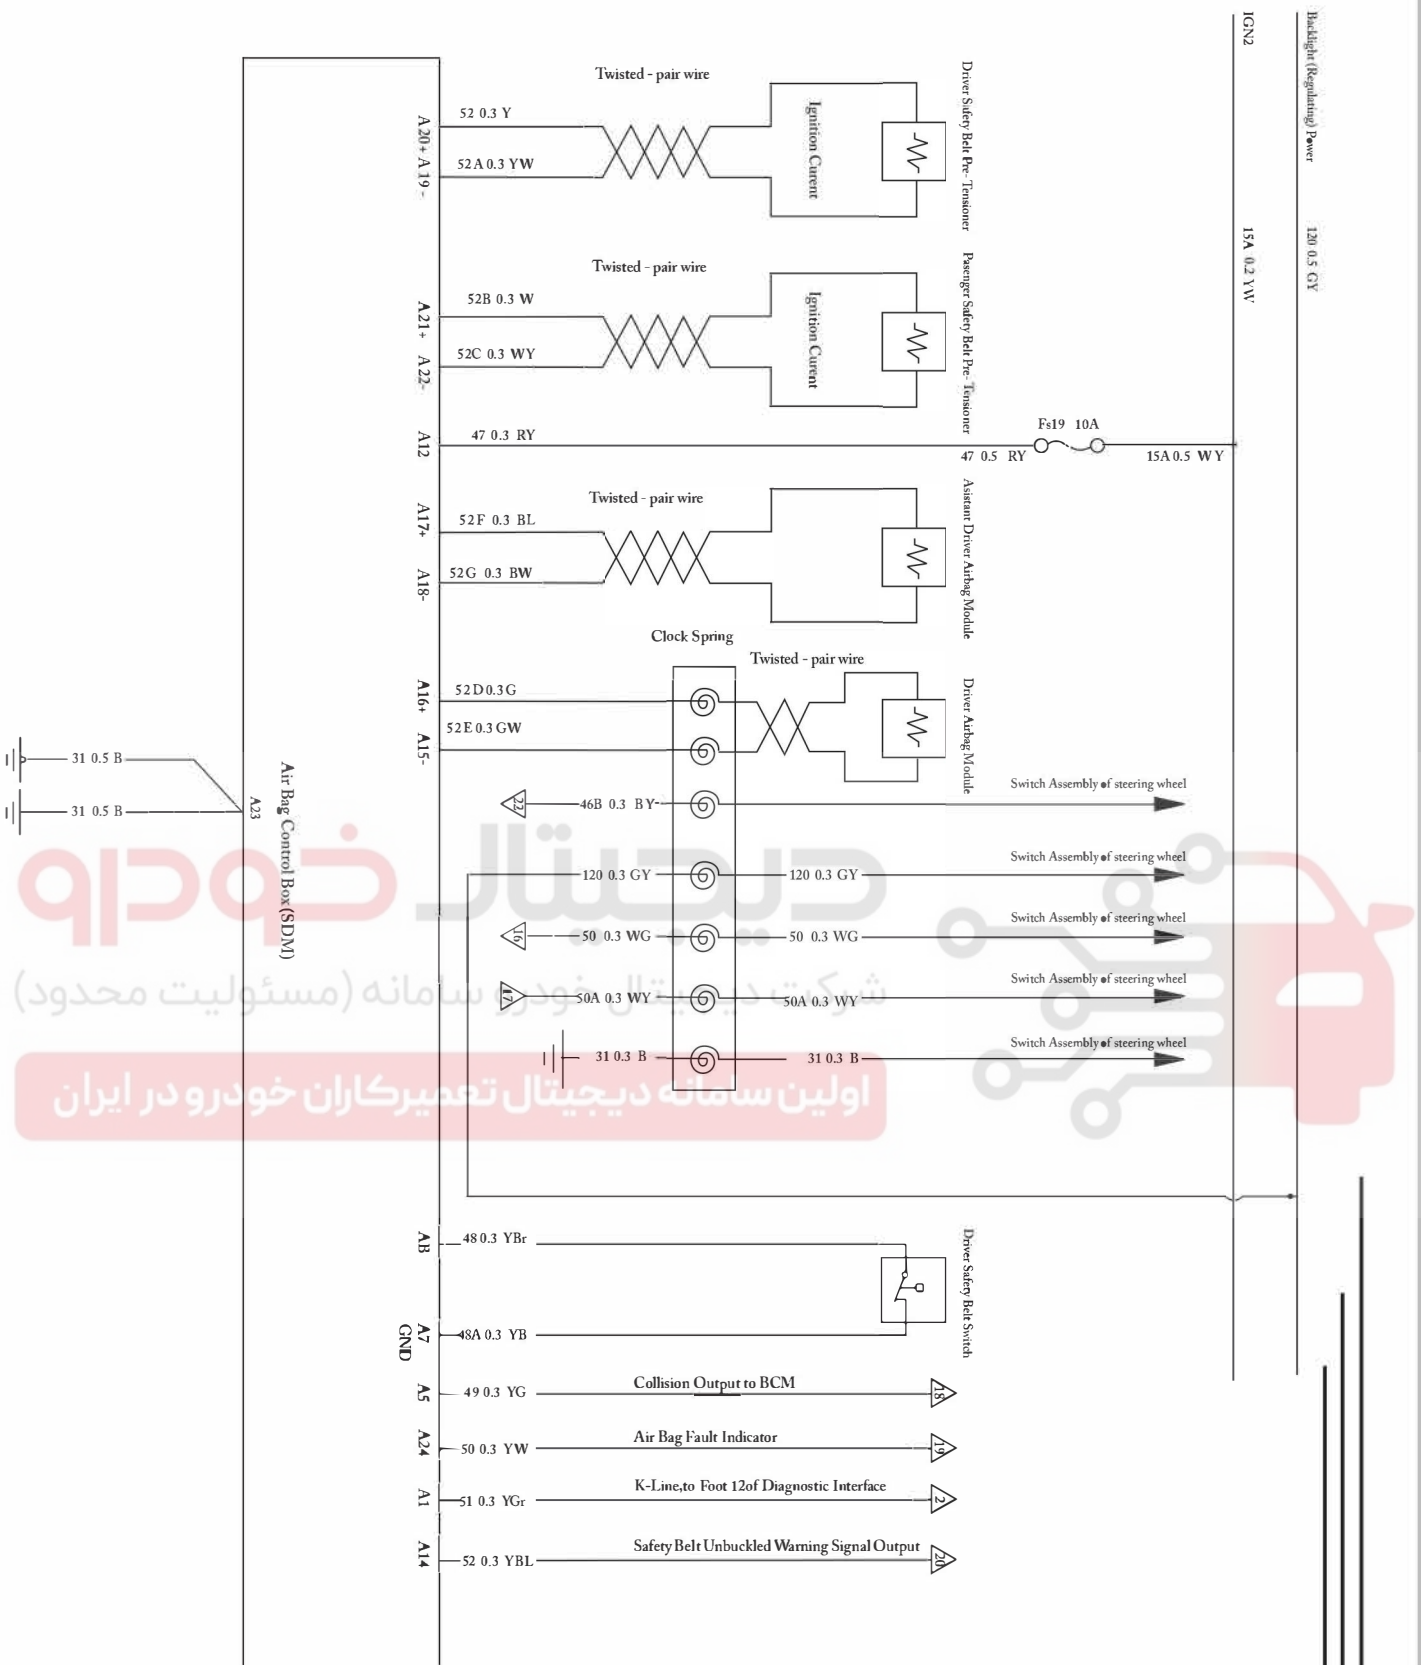 IGN2
Backlight (Regulating) Power
15A 0.2 YW
120 0.5 GY
Twisted - pair wire
Driver Safety Belt Pre- Tensioner
Ignition Curent
52 0.3 Y
52A 0.3 YW
A20+ A 19 -
Twisted - pair wire
Pasenger Safety Belt Pre- Tensioner
Ignition Curent
52B 0.3 W
52C 0.3 WY
A21+
A22-
A12
47 0.3 RY
47 0.5 RY
Fs19 10A
15A 0.5 WY
Twisted - pair wire
Asistant Driver Airbag Module
A17+
52F 0.3 BL
A18-
52G 0.3 BW
Clock Spring
Twisted - pair wire
Driver Airbag Module
A16+
52D0.3G
A15-
52E 0.3 GW
31 0.5 B
31 0.5 B
A23
Air Bag Control Box (SDM)
22
46B 0.3 BY
Switch Assembly of steering wheel
120 0.3 GY
120 0.3 GY
Switch Assembly of steering wheel
16
50 0.3 WG
50 0.3 WG
Switch Assembly of steering wheel
17
50A 0.3 WY
50A 0.3 WY
Switch Assembly of steering wheel
31 0.3 B
31 0.3 B
Switch Assembly of steering wheel
دیجیتال خودرو
شرکت دیجیتال خودرو سامانه (مسئولیت محدود)
اولین سامانه دیجیتال تعمیرکاران خودرو در ایران
AB
48 0.3 YBr
Driver Safety Belt Switch
A7
GND
48A 0.3 YB
A5
49 0.3 YG
Collision Output to BCM
18
A24
50 0.3 YW
Air Bag Fault Indicator
19
A1
51 0.3 YGr
K-Line,to Foot 12of Diagnostic Interface
2
A14
52 0.3 YBL
Safety Belt Unbuckled Warning Signal Output
20